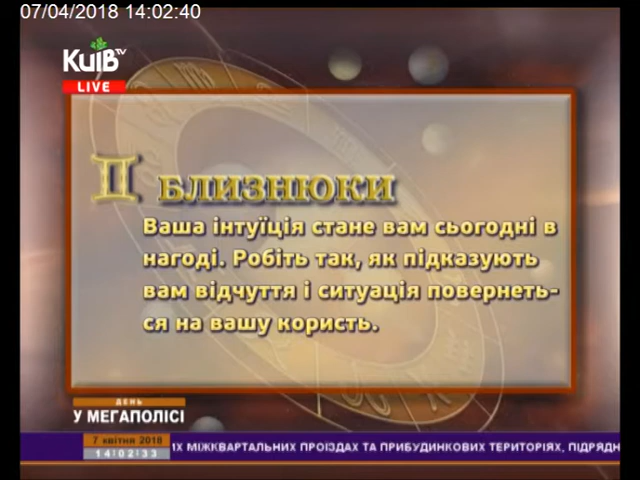 07/04/2018 14:02:40
КиїВ TV
LIVE
БЛИЗНЮКИ
Ваша інтуїція стане вам сьогодні в
нагоді. Робіть так, як підказують
вам відчуття і ситуація повернеть-
ся на вашу користь.
ДЕНЬ
У МЕГАПОЛІСІ
7 квітня 2018
14:02:33
ИХ МІЖКВАРТАЛЬНИХ ПРОЇЗДАХ ТА ПРИБУДИНКОВИХ ТЕРИТОРІЯХ, ПІДРЯДН